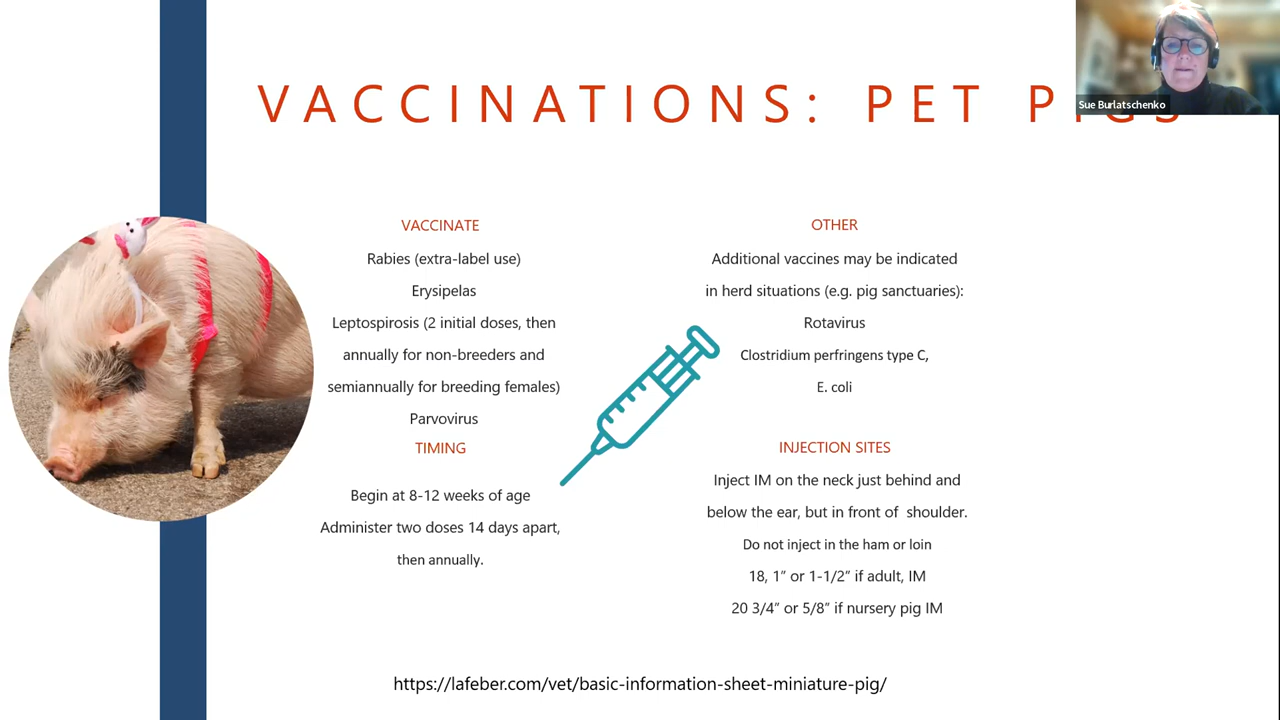 Sue Burlatschenko
VACCINATIONS: PET PIGS
VACCINATE
Rabies (extra-label use)
Erysipelas
Leptospirosis (2 initial doses, then
annually for non-breeders and
semiannually for breeding females)
Parvovirus
TIMING
Begin at 8-12 weeks of age
Administer two doses 14 days apart,
then annually.
OTHER
Additional vaccines may be indicated
in herd situations (e.g. pig sanctuaries):
Rotavirus
Clostridium perfringens type C,
E. coli
INJECTION SITES
Inject IM on the neck just behind and
below the ear, but in front of shoulder.
Do not inject in the ham or loin
18, 1” or 1-1/2” if adult, IM
20 3/4” or 5/8” if nursery pig IM
https://lafeber.com/vet/basic-information-sheet-miniature-pig/